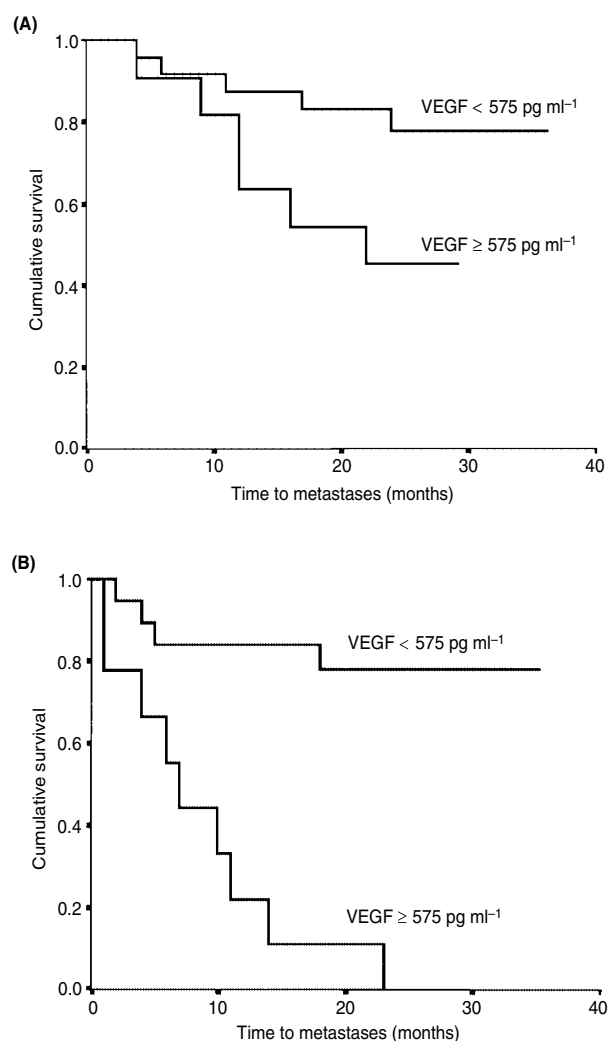 (A)
1.0
0.8
0.6
0.4
0.2
0.0
Cumulative survival
VEGF < 575 pg ml⁻¹
VEGF ≥ 575 pg ml⁻¹
0 10 20 30 40
Time to metastases (months)
(B)
1.0
0.8
0.6
0.4
0.2
0.0
Cumulative survival
VEGF < 575 pg ml⁻¹
VEGF ≥ 575 pg ml⁻¹
0 10 20 30 40
Time to metastases (months)